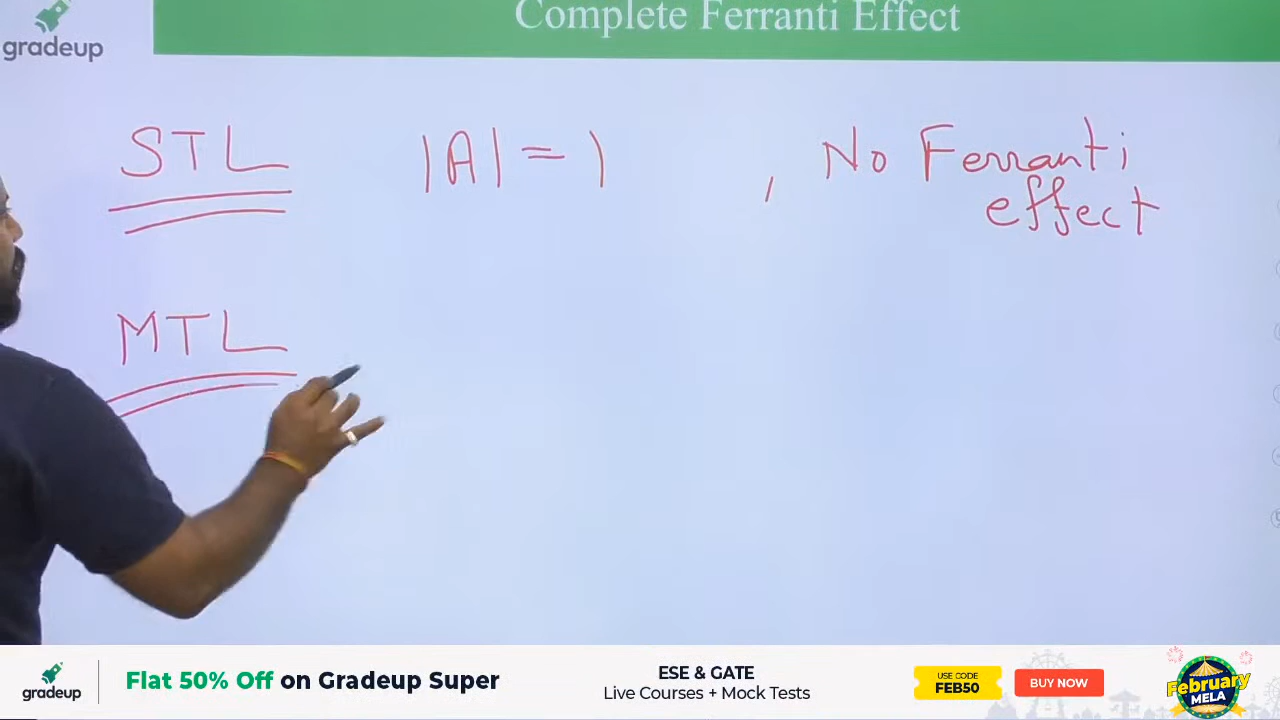 gradeup
Complete Ferranti Effect
STL |A| = 1 , No Ferranti
effect
MTL
gradeup
Flat 50% Off on Gradeup Super
ESE & GATE
Live Courses + Mock Tests
USE CODE
FEB50
BUY NOW
February
MELA